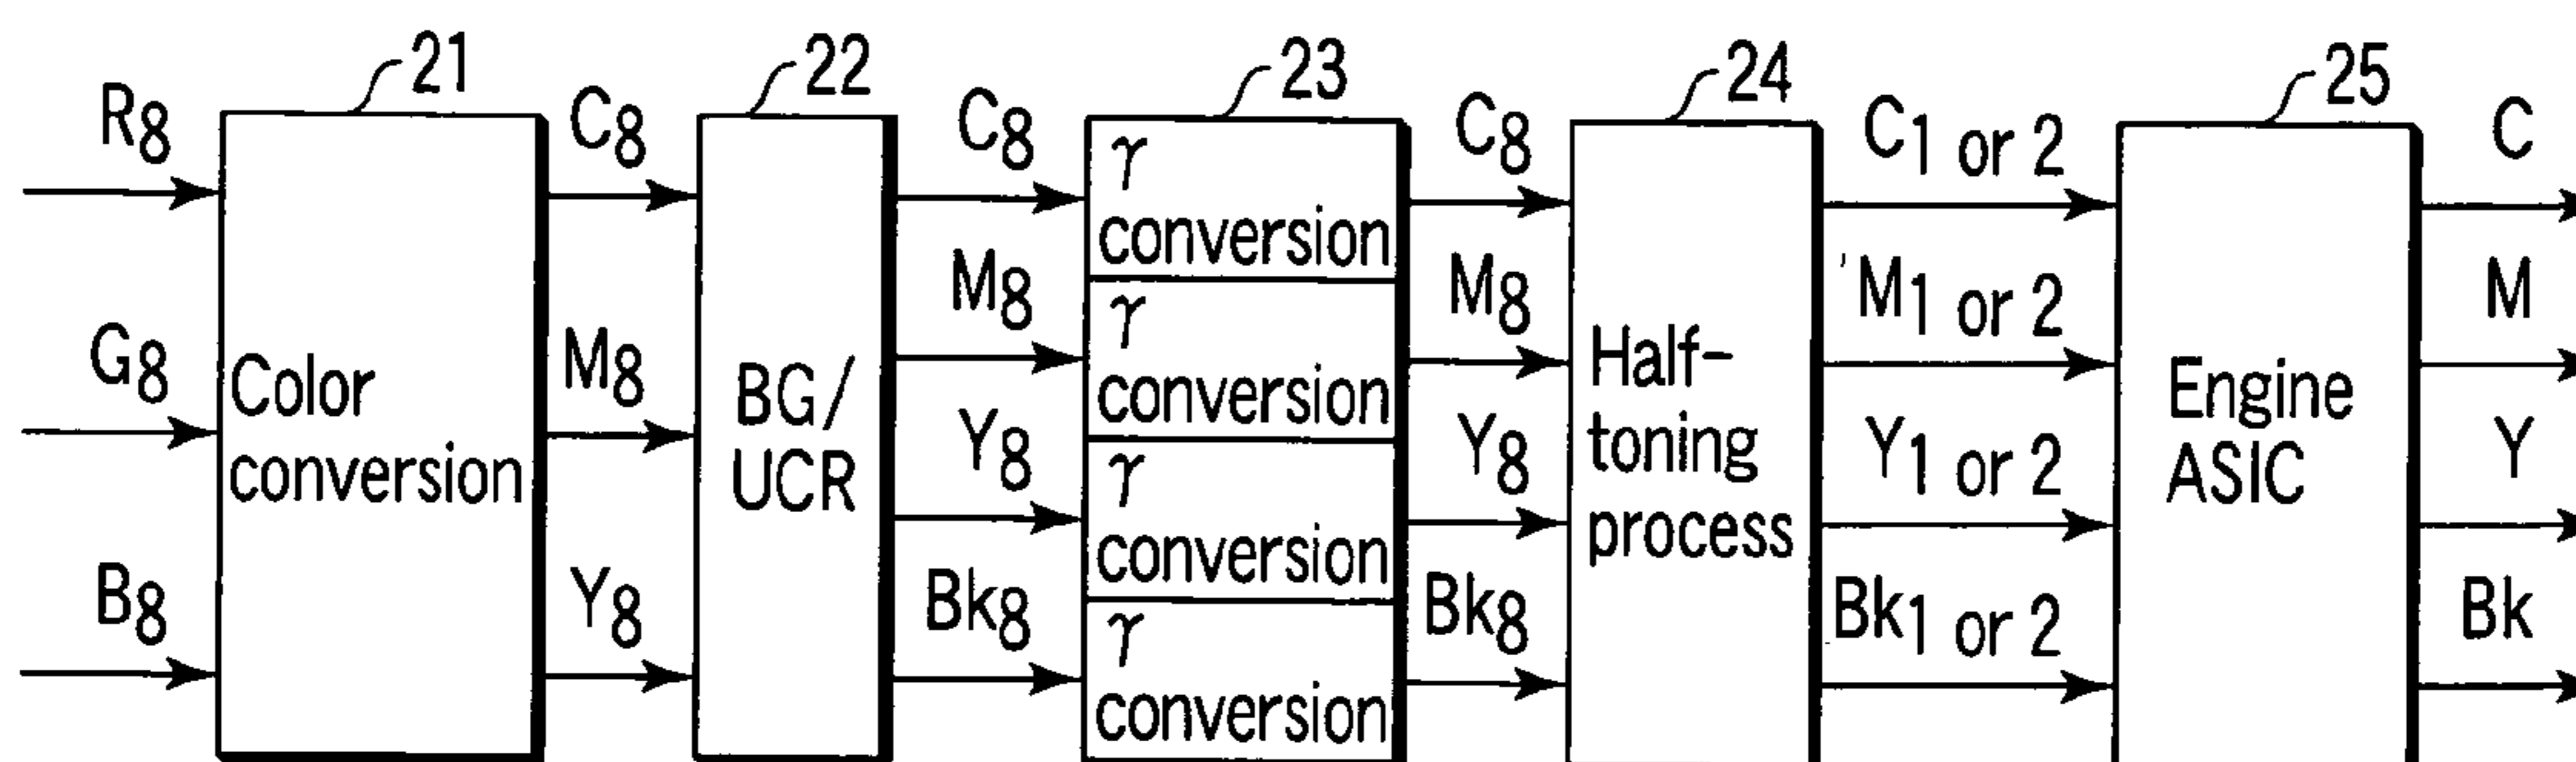 21
22
23
24
25
R8
C8
C8
C8
C1 or 2
C
G8
M8
M8
M8
M1 or 2
M
B8
Y8
Y8
Y8
Y1 or 2
Y
Bk8
Bk8
Bk1 or 2
Bk
Color
conversion
BG/
UCR
γ
conversion
γ
conversion
γ
conversion
γ
conversion
Half-
toning
process
Engine
ASIC